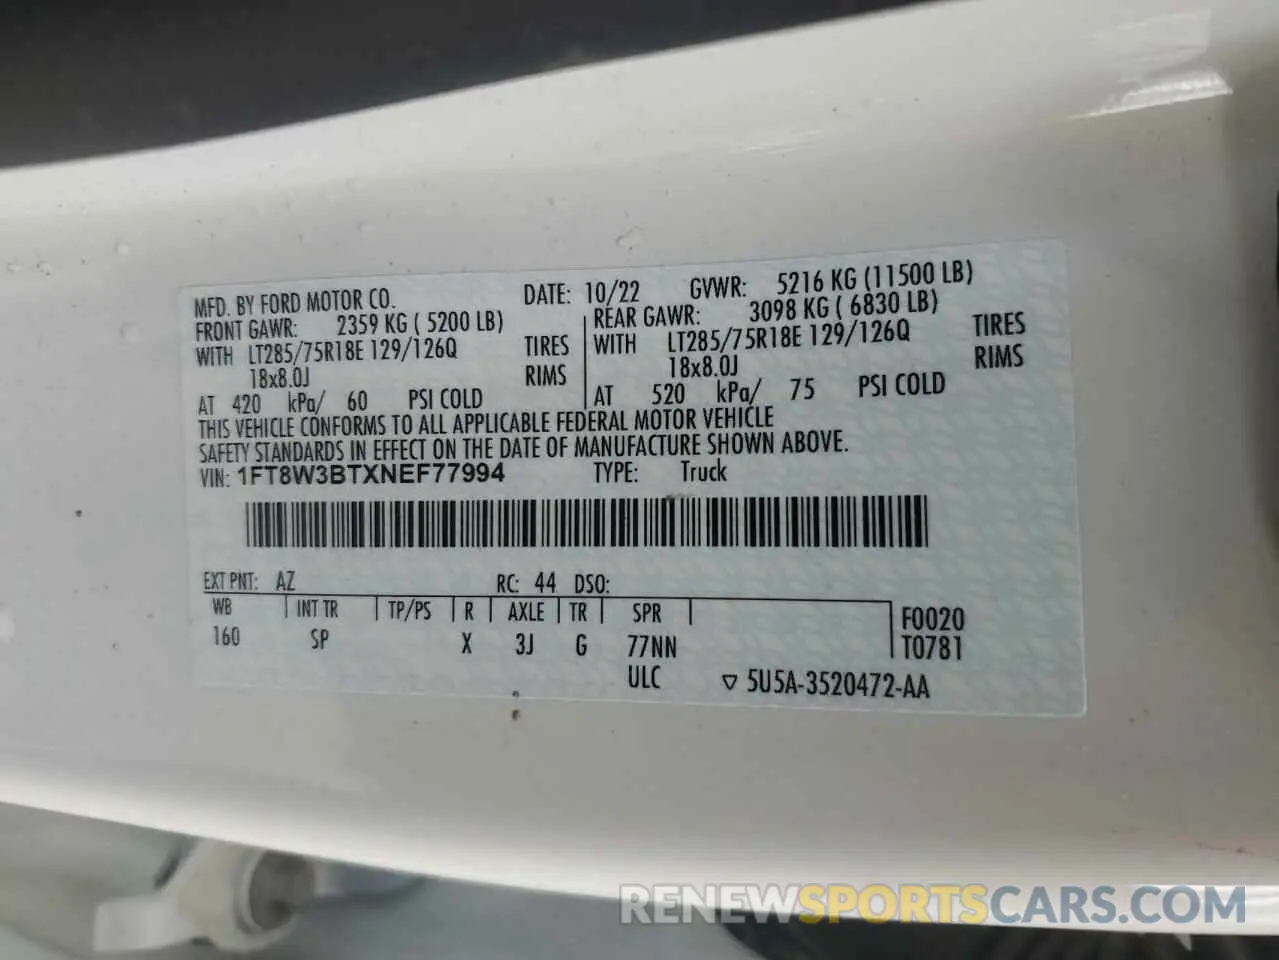 MFD. BY FORD MOTOR CO. DATE: 10/22 GVWR: 5216 KG (11500 LB)
FRONT GAWR: 2359 KG ( 5200 LB) REAR GAWR: 3098 KG ( 6830 LB)
WITH LT285/75R18E 129/126Q TIRES WITH LT285/75R18E 129/126Q TIRES
18x8.0J RIMS 18x8.0J RIMS
AT 420 kPa/ 60 PSI COLD AT 520 kPa/ 75 PSI COLD
THIS VEHICLE CONFORMS TO ALL APPLICABLE FEDERAL MOTOR VEHICLE
SAFETY STANDARDS IN EFFECT ON THE DATE OF MANUFACTURE SHOWN ABOVE.
VIN: 1FT8W3BTXNEF77994 TYPE: Truck
EXT PNT: AZ RC: 44 DSO:
WB INT TR TP/PS R AXLE TR SPR F0020
160 SP X 3J G 77NN T0781
ULC ▽ 5U5A-3520472-AA
RENEWSPORTSCARS.COM